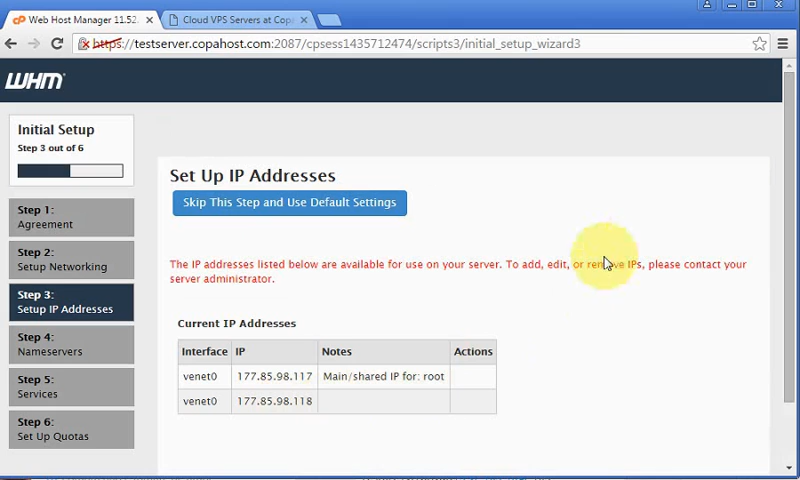 Web Host Manager 11.52.
Cloud VPS Servers at Copa
https://testserver.copahost.com:2087/cpsess1435712474/scripts3/initial_setup_wizard3
WHM
Initial Setup
Step 3 out of 6
Step 1:
Agreement
Step 2:
Setup Networking
Step 3:
Setup IP Addresses
Step 4:
Nameservers
Step 5:
Services
Step 6:
Set Up Quotas
Set Up IP Addresses
Skip This Step and Use Default Settings
The IP addresses listed below are available for use on your server. To add, edit, or remove IPs, please contact your
server administrator.
Current IP Addresses
Interface IP Notes Actions
venet0 177.85.98.117 Main/shared IP for: root
venet0 177.85.98.118